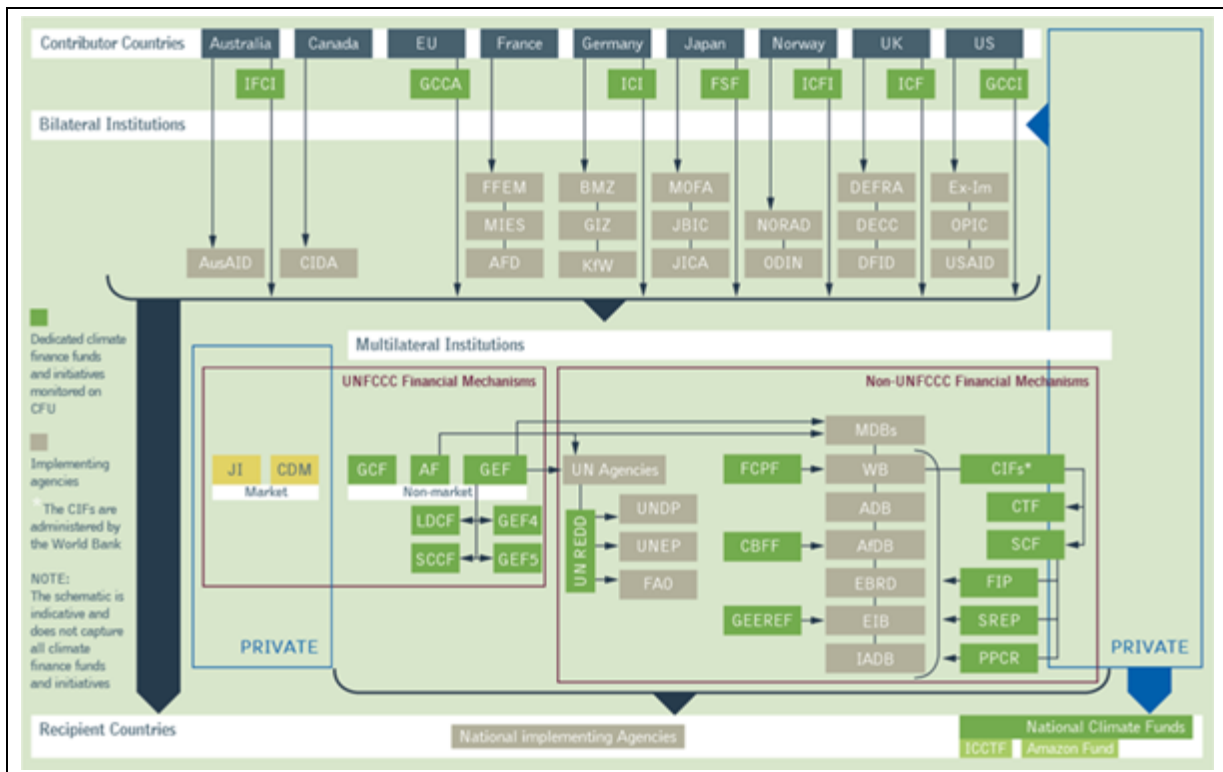 Contributor Countries
Australia
Canada
EU
France
Germany
Japan
Norway
UK
US
IFCI
GCCA
ICI
FSF
ICFI
ICF
GCCI
Bilateral Institutions
FFEM
BMZ
MOFA
DEFRA
Ex-Im
MIES
GIZ
JBIC
NORAD
DECC
OPIC
AusAID
CIDA
AFD
KfW
JICA
ODIN
DFID
USAID
Dedicated climate
finance funds
and initiatives
monitored on
CFU
Implementing
agencies
* The CIFs are
administered by
the World Bank
NOTE:
The schematic is
indicative and
does not capture
all climate
finance funds
and initiatives
Multilateral Institutions
UNFCCC Financial Mechanisms
Non-UNFCCC Financial Mechanisms
JI
CDM
Market
GCF
AF
GEF
Non-market
LDCF
GEF4
SCCF
GEF5
UN Agencies
UN REDD
UNDP
UNEP
FAO
MDBs
FCPF
WB
CIFs*
ADB
CTF
CBFF
AfDB
SCF
EBRD
FIP
GEEREF
EIB
SREP
IADB
PPCR
PRIVATE
PRIVATE
Recipient Countries
National implementing Agencies
National Climate Funds
ICCTF
Amazon Fund